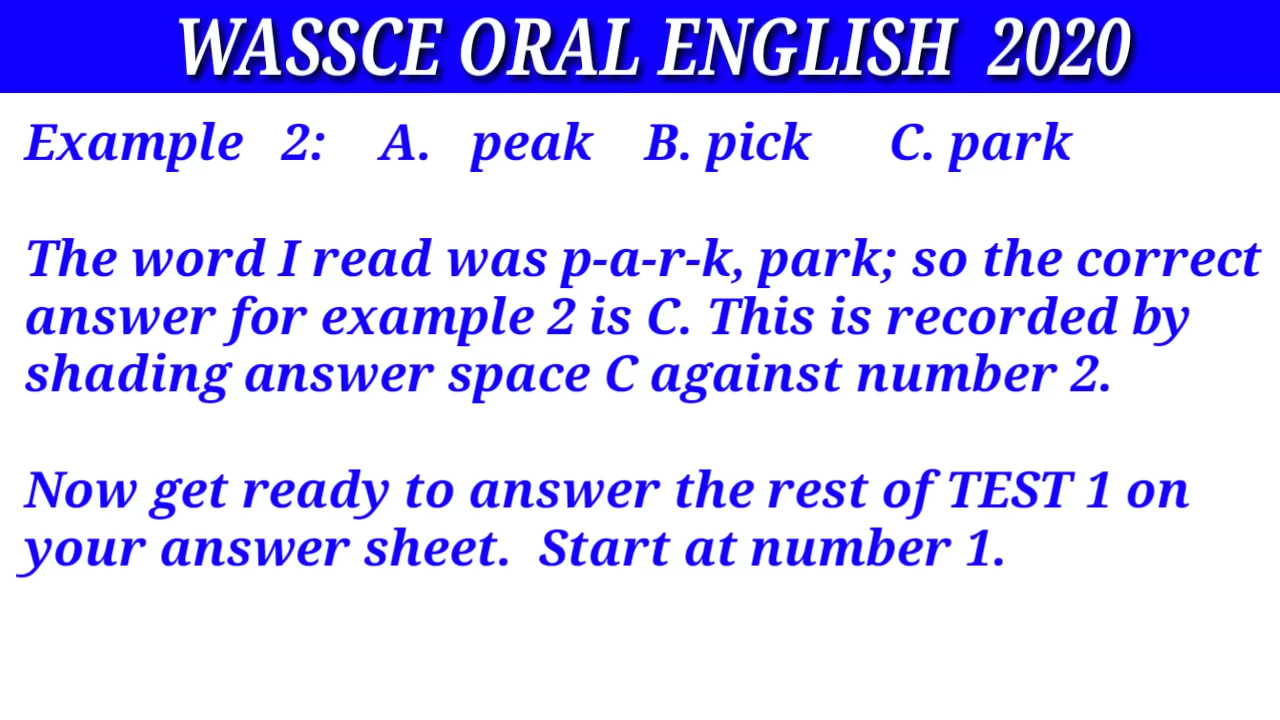 WASSCE ORAL ENGLISH 2020
Example 2: A. peak B. pick C. park
The word I read was p-a-r-k, park; so the correct
answer for example 2 is C. This is recorded by
shading answer space C against number 2.
Now get ready to answer the rest of TEST 1 on
your answer sheet. Start at number 1.